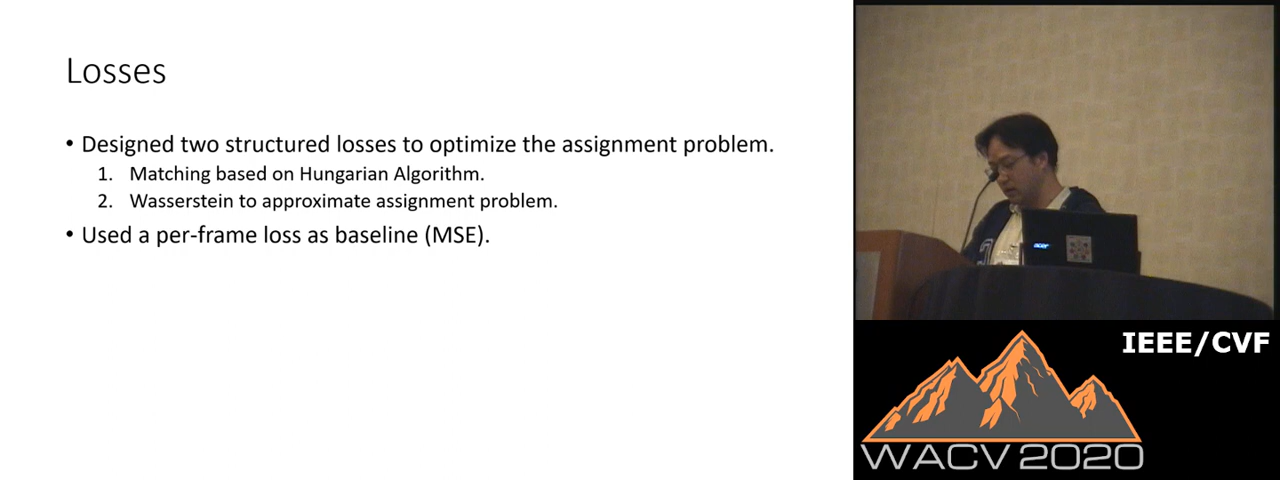 Losses
• Designed two structured losses to optimize the assignment problem.
1. Matching based on Hungarian Algorithm.
2. Wasserstein to approximate assignment problem.
• Used a per-frame loss as baseline (MSE).
acer
IEEE/CVF
WACV 2020